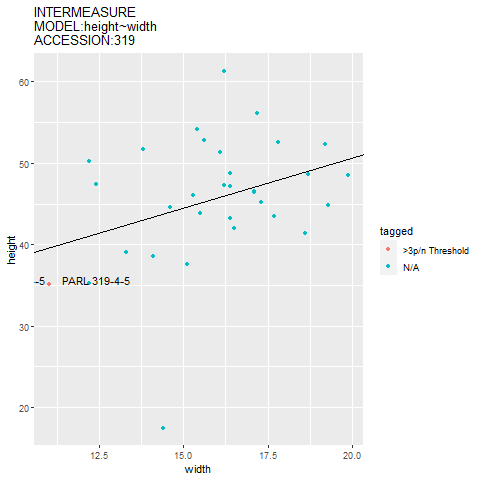 INTERMEASURE
MODEL:height~width
ACCESSION:319
60
50
40
30
20
height
-5
PARL-319-4-5
12.5
15.0
17.5
20.0
width
tagged
>3p/n Threshold
N/A